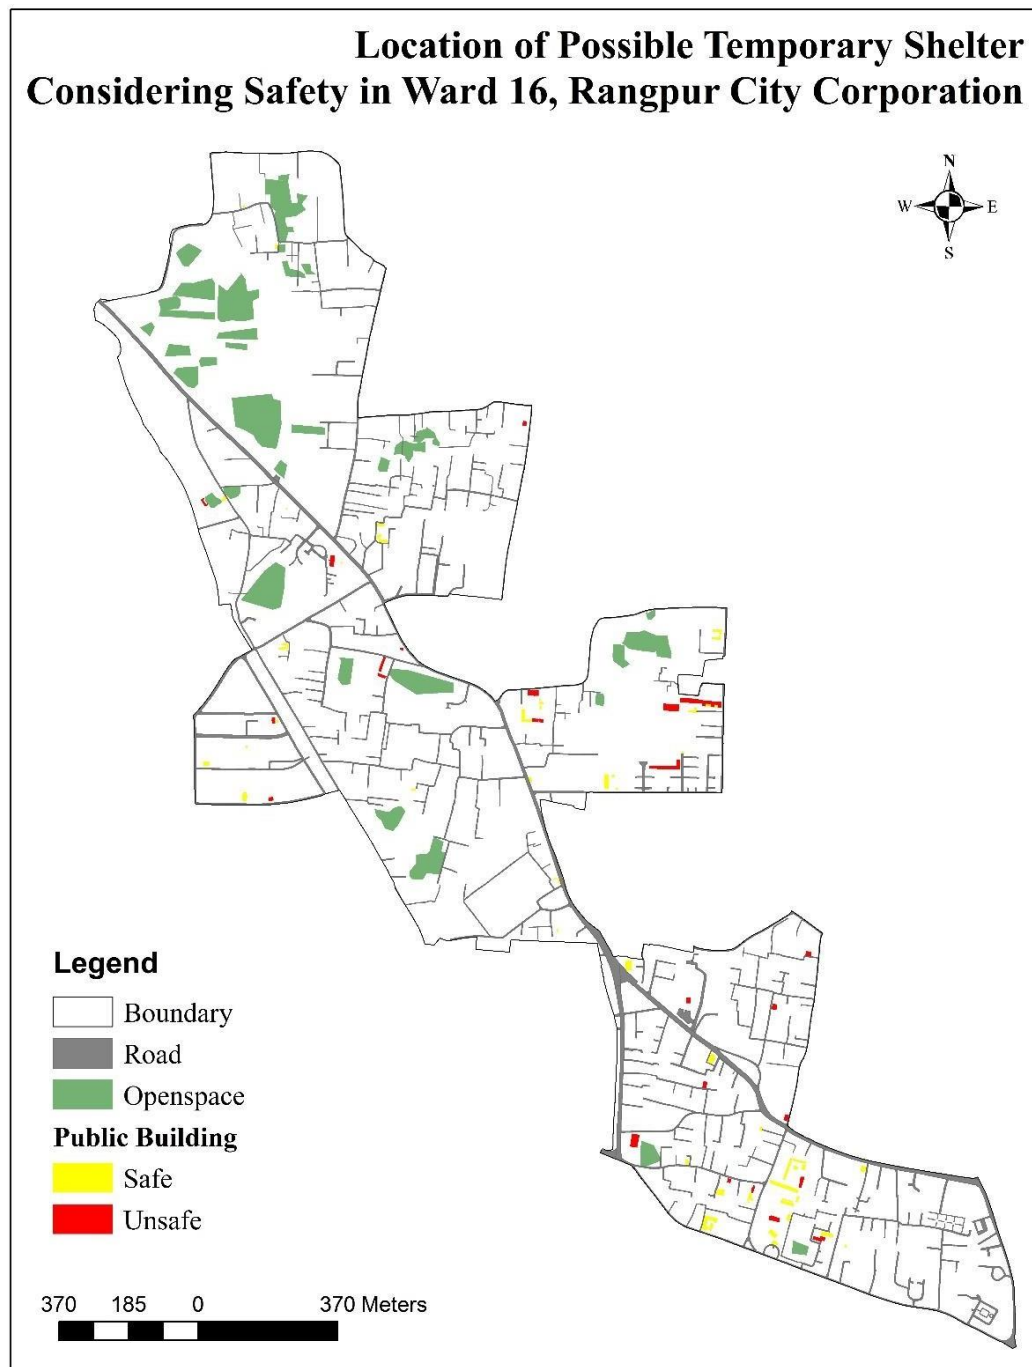 Location of Possible Temporary Shelter
Considering Safety in Ward 16, Rangpur City Corporation
N
W E
S
Legend
Boundary
Road
Openspace
Public Building
Safe
Unsafe
370 185 0 370 Meters